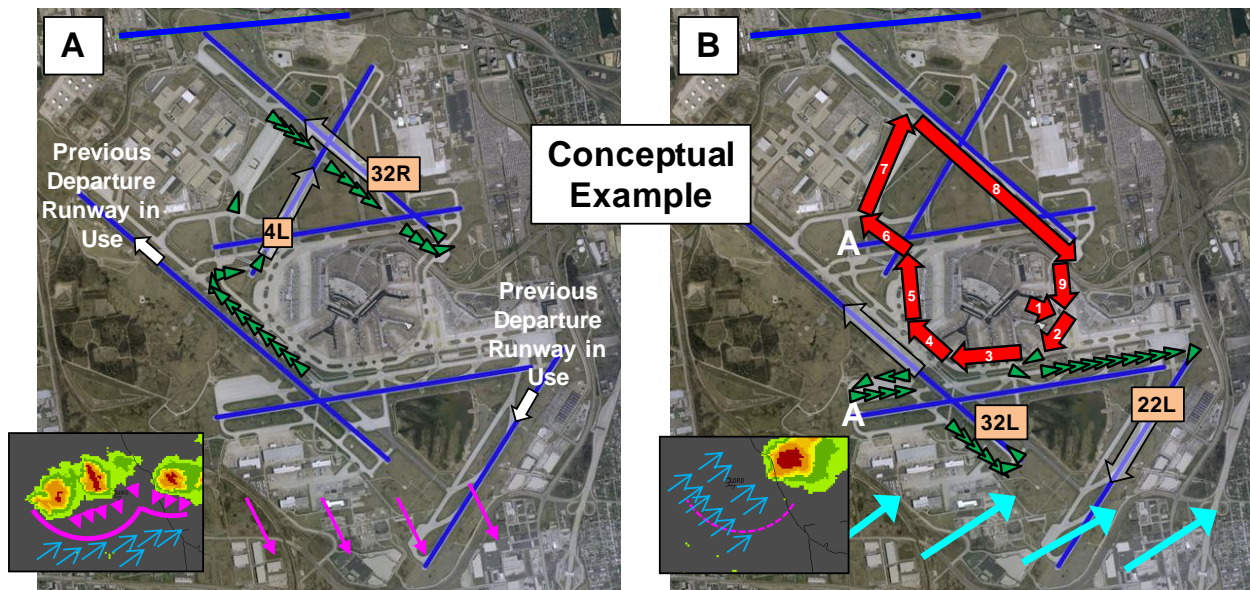 A
Previous
Departure
Runway in
Use
32R
4L
Previous
Departure
Runway in
Use
Conceptual
Example
B
7
8
A
6
5
9
1
2
4
3
A
32L
22L